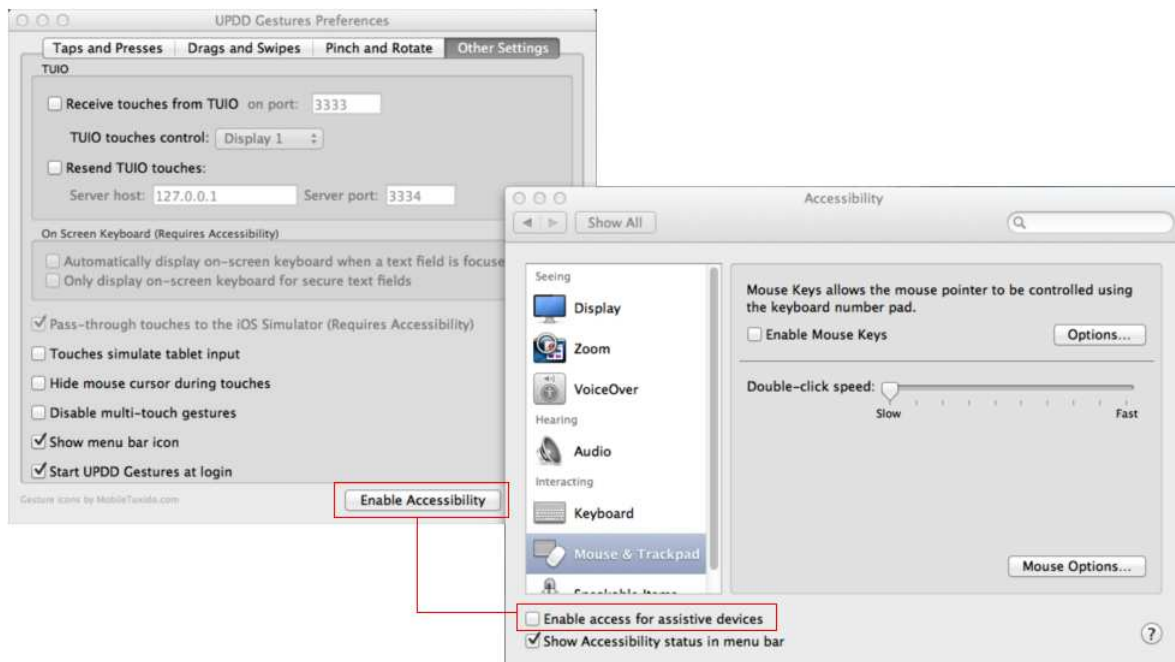 UPDD Gestures Preferences
Taps and Presses Drags and Swipes Pinch and Rotate Other Settings
TUIO
Receive touches from TUIO on port: 3333
TUIO touches control: Display 1
Resend TUIO touches:
Server host: 127.0.0.1 Server port: 3334
On Screen Keyboard (Requires Accessibility)
Automatically display on-screen keyboard when a text field is focuse
Only display on-screen keyboard for secure text fields
Pass-through touches to the iOS Simulator (Requires Accessibility)
Touches simulate tablet input
Hide mouse cursor during touches
Disable multi-touch gestures
Show menu bar icon
Start UPDD Gestures at login
Gesture icons by MobileTuxedo.com
Enable Accessibility
Accessibility
Show All
Seeing
Display
Zoom
VoiceOver
Hearing
Audio
Interacting
Keyboard
Mouse & Trackpad
Speakable Items
Mouse Keys allows the mouse pointer to be controlled using
the keyboard number pad.
Enable Mouse Keys Options...
Double-click speed:
Slow Fast
Mouse Options...
Enable access for assistive devices
Show Accessibility status in menu bar
?